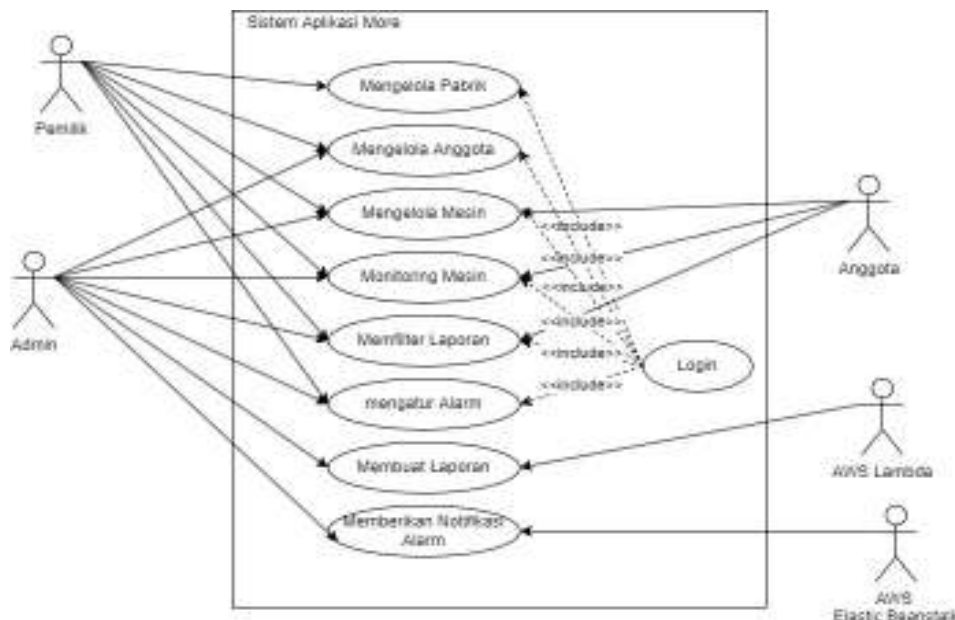 Sistem Aplikasi More
Pemilik
Mengelola Pabrik
Mengelola Anggota
Mengelola Mesin
<<include>>
Anggota
<<include>>
Monitoring Mesin
<<include>>
Admin
<<include>>
Memfilter Laporan
<<include>>
Login
<<include>>
mengatur Alarm
Membuat Laporan
AWS Lambda
Memberikan Notifikasi
Alarm
AWS
Elastic Beanstalk